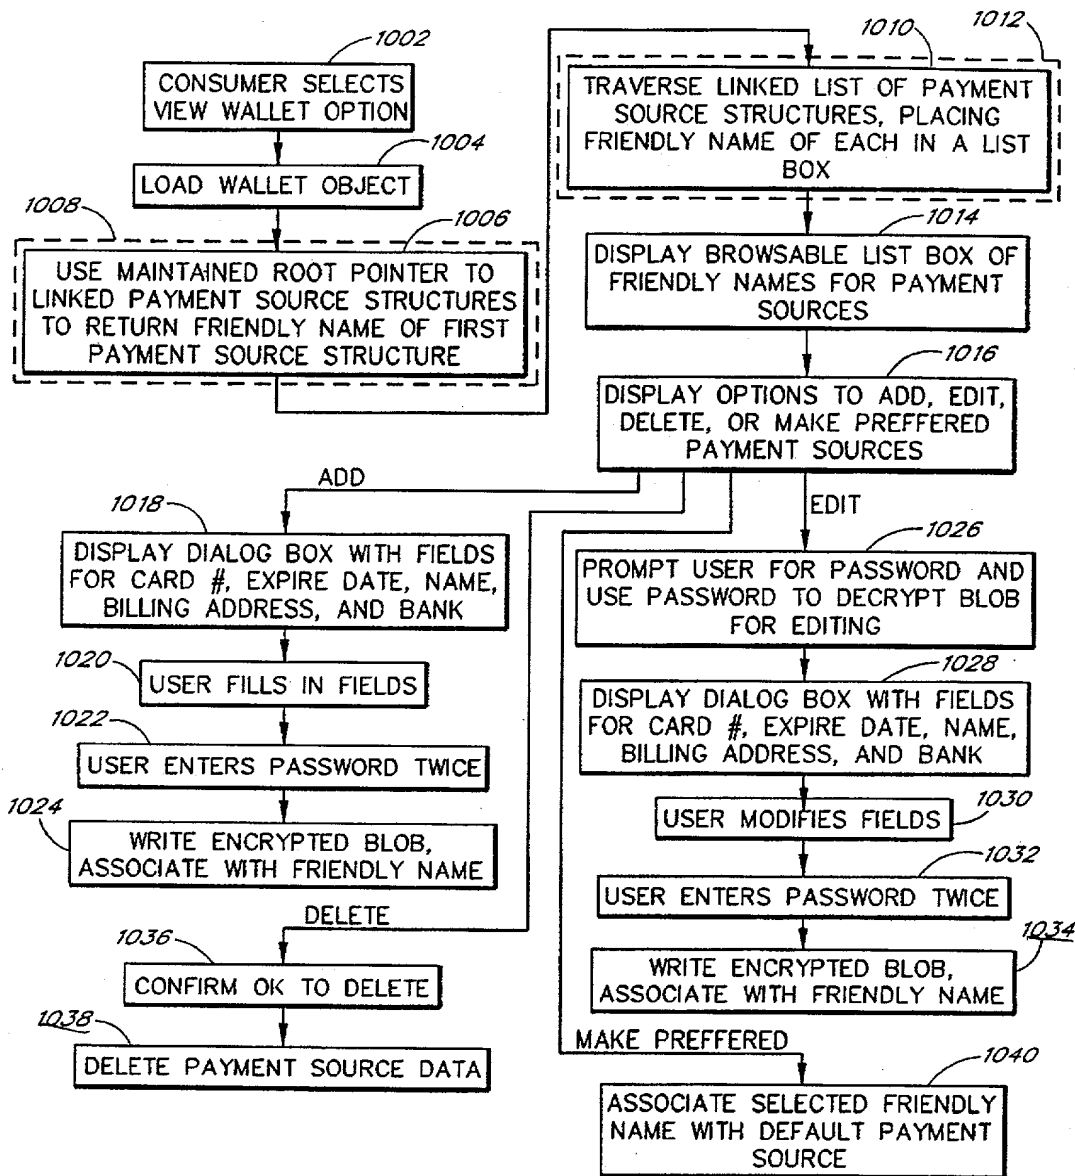 1002
CONSUMER SELECTS
VIEW WALLET OPTION
1004
LOAD WALLET OBJECT
1008
1006
USE MAINTAINED ROOT POINTER TO
LINKED PAYMENT SOURCE STRUCTURES
TO RETURN FRIENDLY NAME OF FIRST
PAYMENT SOURCE STRUCTURE
1010
1012
TRAVERSE LINKED LIST OF PAYMENT
SOURCE STRUCTURES, PLACING
FRIENDLY NAME OF EACH IN A LIST
BOX
1014
DISPLAY BROWSABLE LIST BOX OF
FRIENDLY NAMES FOR PAYMENT
SOURCES
1016
DISPLAY OPTIONS TO ADD, EDIT,
DELETE, OR MAKE PREFFERED
PAYMENT SOURCES
ADD
1018
DISPLAY DIALOG BOX WITH FIELDS
FOR CARD #, EXPIRE DATE, NAME,
BILLING ADDRESS, AND BANK
1020
USER FILLS IN FIELDS
1022
USER ENTERS PASSWORD TWICE
1024
WRITE ENCRYPTED BLOB,
ASSOCIATE WITH FRIENDLY NAME
EDIT
1026
PROMPT USER FOR PASSWORD AND
USE PASSWORD TO DECRYPT BLOB
FOR EDITING
1028
DISPLAY DIALOG BOX WITH FIELDS
FOR CARD #, EXPIRE DATE, NAME,
BILLING ADDRESS, AND BANK
1030
USER MODIFIES FIELDS
1032
USER ENTERS PASSWORD TWICE
1034
WRITE ENCRYPTED BLOB,
ASSOCIATE WITH FRIENDLY NAME
DELETE
1036
CONFIRM OK TO DELETE
1038
DELETE PAYMENT SOURCE DATA
MAKE PREFFERED
1040
ASSOCIATE SELECTED FRIENDLY
NAME WITH DEFAULT PAYMENT
SOURCE